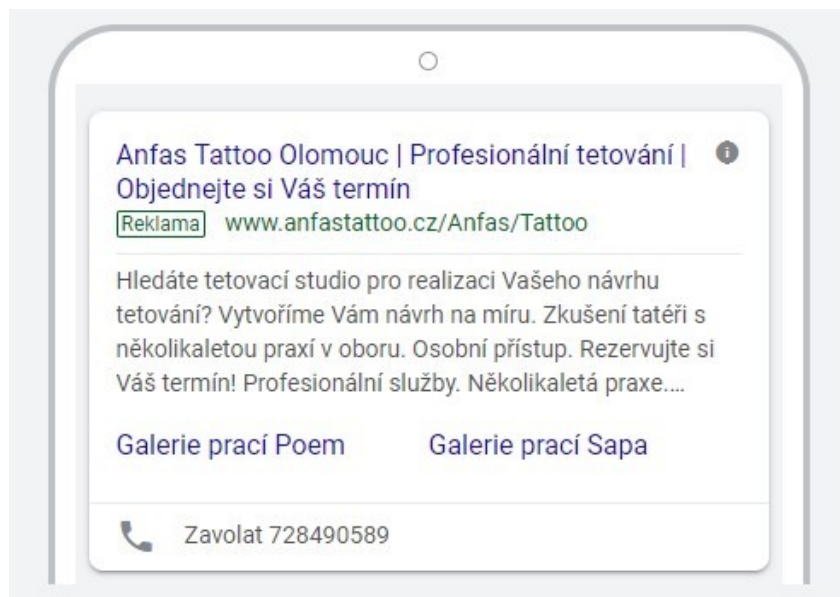 Anfas Tattoo Olomouc | Profesionální tetování |
Objednejte si Váš termín
Reklama www.anfastattoo.cz/Anfas/Tattoo
Hledáte tetovací studio pro realizaci Vašeho návrhu
tetování? Vytvoříme Vám návrh na míru. Zkušení tatéři s
několikaletou praxí v oboru. Osobní přístup. Rezervujte si
Váš termín! Profesionální služby. Několikaletá praxe....
Galerie prací Poem Galerie prací Sapa
Zavolat 728490589